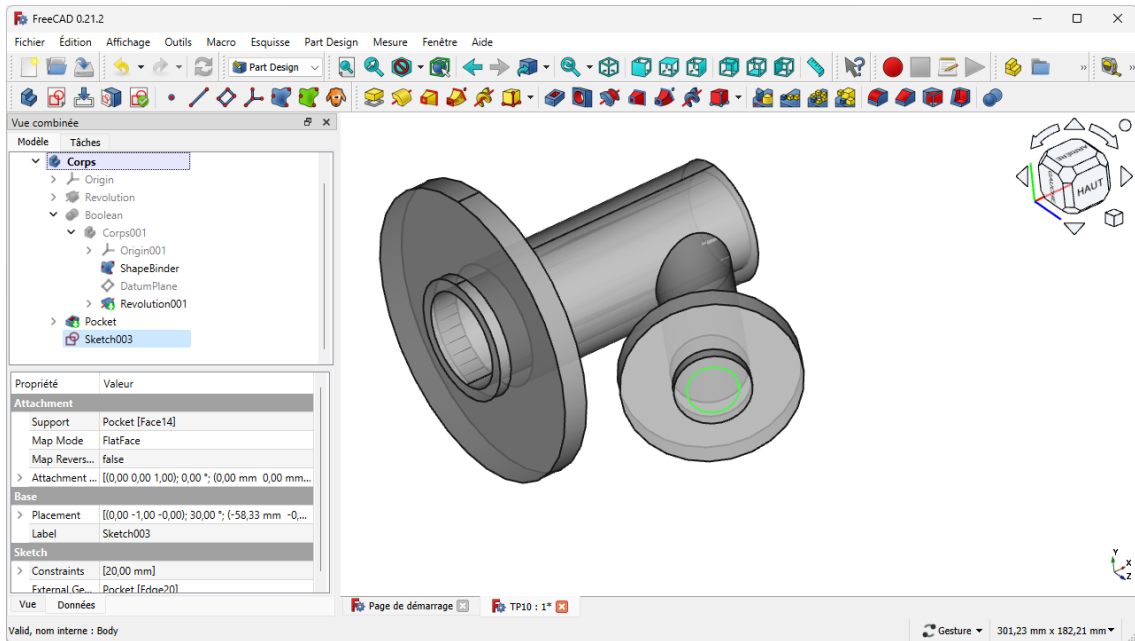 FreeCAD 0.21.2
Fichier Édition Affichage Outils Macro Esquisse Part Design Mesure Fenêtre Aide
Part Design
Vue combinée
Modèle Tâches
Corps
Origin
Revolution
Boolean
Corps001
Origin001
ShapeBinder
DatumPlane
Revolution001
Pocket
Sketch003
Propriété Valeur
Attachment
Support Pocket [Face14]
Map Mode FlatFace
Map Revers... false
Attachment ... [(0,00 0,00 1,00); 0,00 °; (0,00 mm 0,00 mm...
Base
Placement [(0,00 -1,00 -0,00); 30,00 °; (-58,33 mm -0,...
Label Sketch003
Sketch
Constraints [20,00 mm]
External Ge... Pocket [Edge20]
Vue Données
ARRIÈRE
HAUT
Y
X
Z
Page de démarrage
TP10 : 1*
Valid, nom interne : Body
Gesture
301,23 mm x 182,21 mm